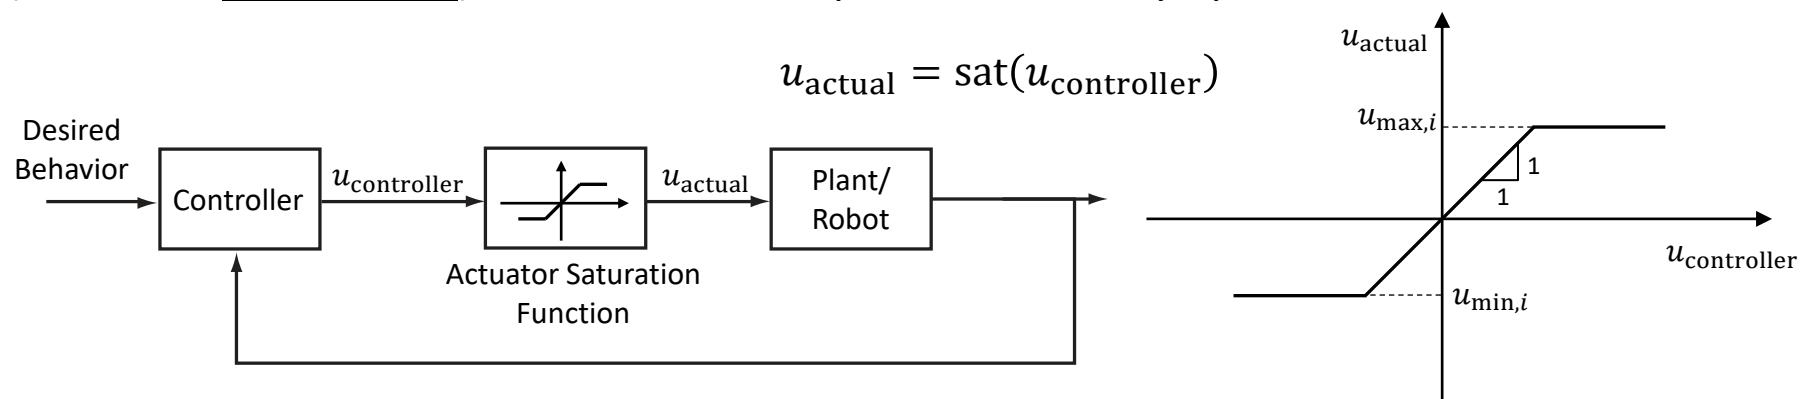 u_actual = sat(u_controller)
Desired
Behavior
Controller
u_controller
u_actual
Plant/
Robot
Actuator Saturation
Function
u_actual
u_max,i
1
1
u_controller
u_min,i